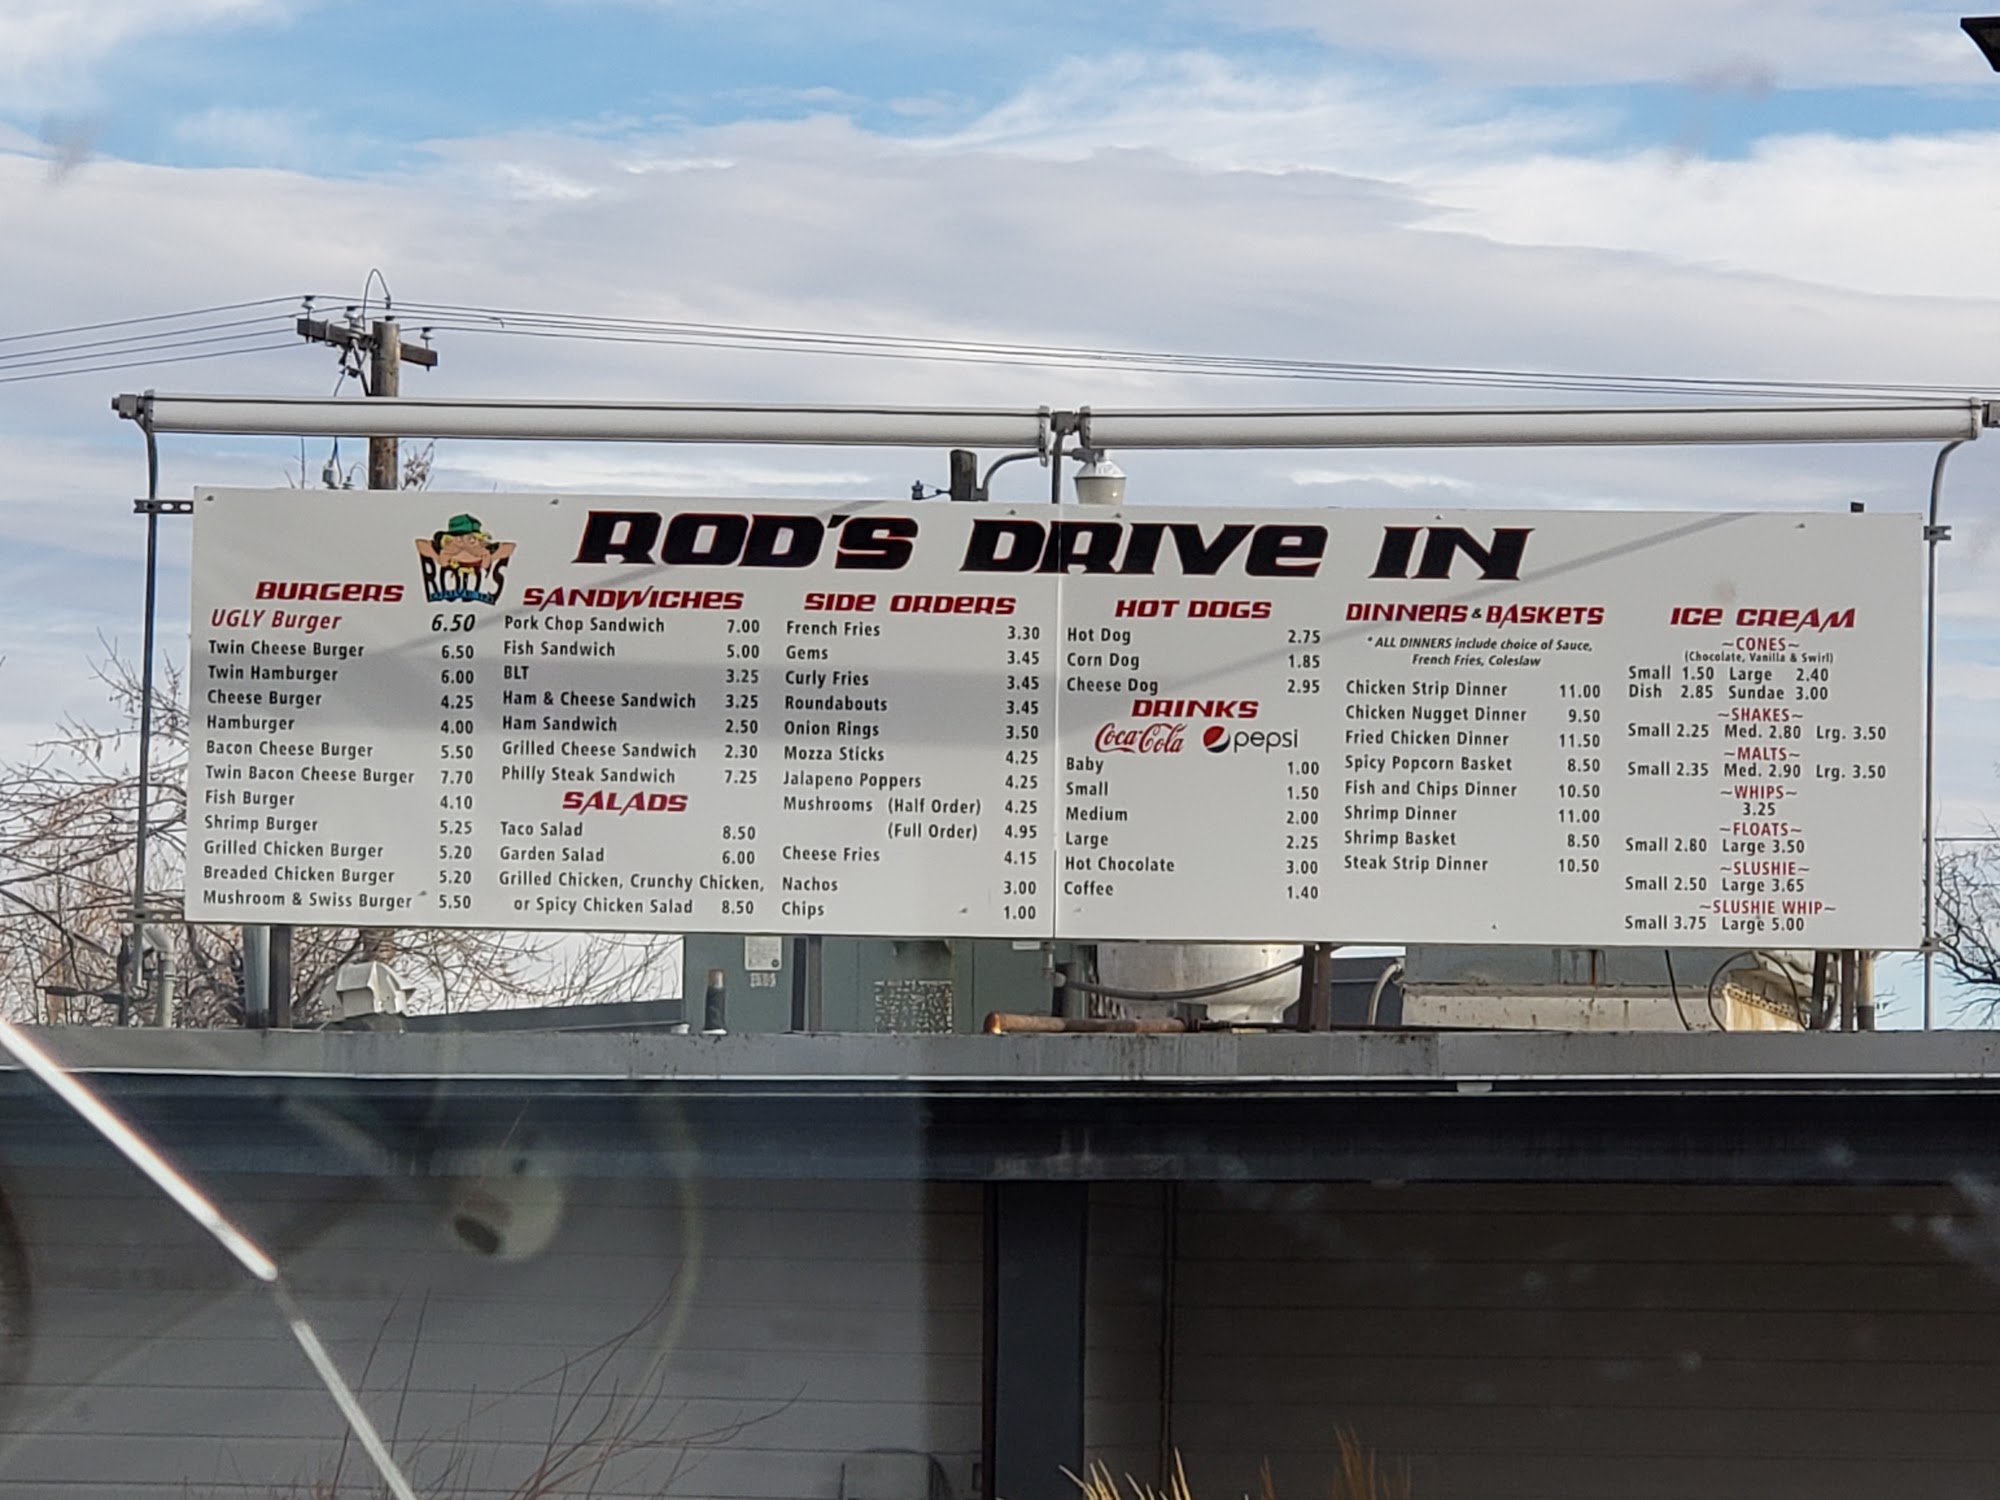 ROD'S DRIVE IN
ROD'S
BURGERS
UGLY Burger 6.50
Twin Cheese Burger 6.50
Twin Hamburger 6.00
Cheese Burger 4.25
Hamburger 4.00
Bacon Cheese Burger 5.50
Twin Bacon Cheese Burger 7.70
Fish Burger 4.10
Shrimp Burger 5.25
Grilled Chicken Burger 5.20
Breaded Chicken Burger 5.20
Mushroom & Swiss Burger 5.50
SANDWICHES
Pork Chop Sandwich 7.00
Fish Sandwich 5.00
BLT 3.25
Ham & Cheese Sandwich 3.25
Ham Sandwich 2.50
Grilled Cheese Sandwich 2.30
Philly Steak Sandwich 7.25
SALADS
Taco Salad 8.50
Garden Salad 6.00
Grilled Chicken, Crunchy Chicken,
or Spicy Chicken Salad 8.50
SIDE ORDERS
French Fries 3.30
Gems 3.45
Curly Fries 3.45
Roundabouts 3.45
Onion Rings 3.50
Mozza Sticks 4.25
Jalapeno Poppers 4.25
Mushrooms (Half Order) 4.25
(Full Order) 4.95
Cheese Fries 4.15
Nachos 3.00
Chips 1.00
HOT DOGS
Hot Dog 2.75
Corn Dog 1.85
Cheese Dog 2.95
DRINKS
Coca-Cola pepsi
Baby 1.00
Small 1.50
Medium 2.00
Large 2.25
Hot Chocolate 3.00
Coffee 1.40
DINNERS & BASKETS
* ALL DINNERS include choice of Sauce,
French Fries, Coleslaw
Chicken Strip Dinner 11.00
Chicken Nugget Dinner 9.50
Fried Chicken Dinner 11.50
Spicy Popcorn Basket 8.50
Fish and Chips Dinner 10.50
Shrimp Dinner 11.00
Shrimp Basket 8.50
Steak Strip Dinner 10.50
ICE CREAM
~CONES~
(Chocolate, Vanilla & Swirl)
Small 1.50 Large 2.40
Dish 2.85 Sundae 3.00
~SHAKES~
Small 2.25 Med. 2.80 Lrg. 3.50
~MALTS~
Small 2.35 Med. 2.90 Lrg. 3.50
~WHIPS~
3.25
~FLOATS~
Small 2.80 Large 3.50
~SLUSHIE~
Small 2.50 Large 3.65
~SLUSHIE WHIP~
Small 3.75 Large 5.00